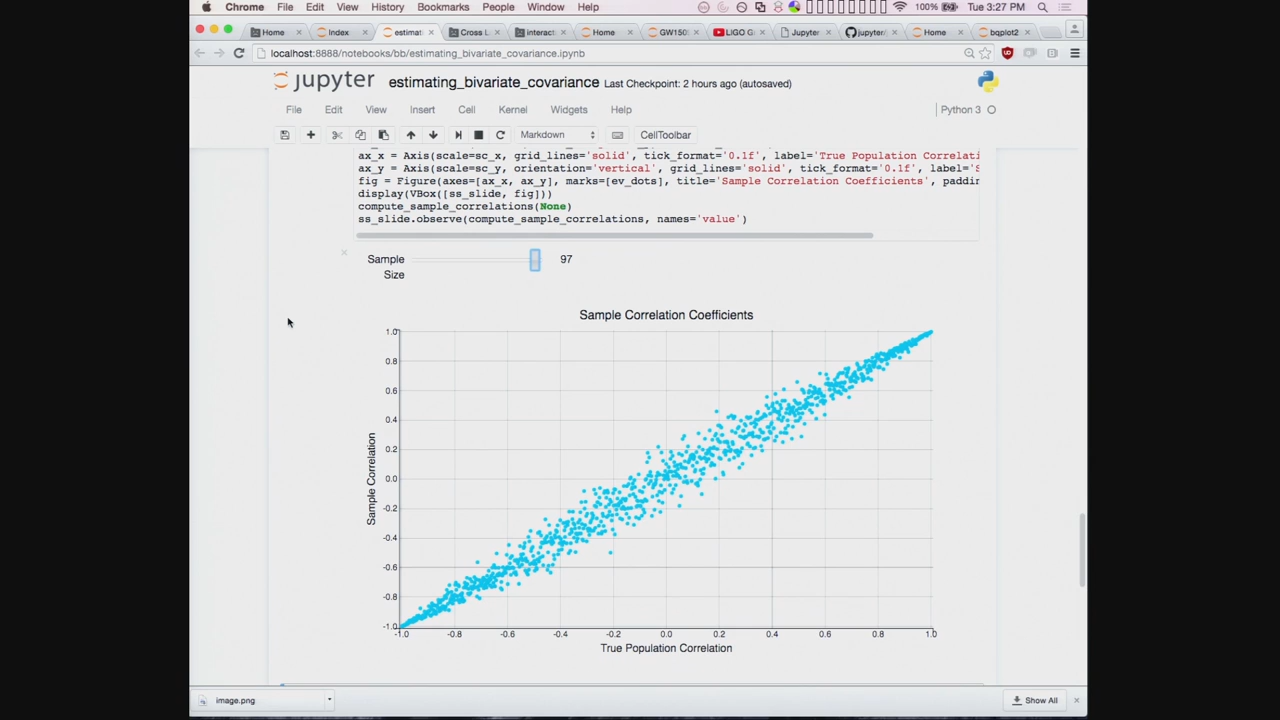 Chrome File Edit View History Bookmarks People Window Help 100% Tue 3:27 PM
Home Index estimat Cross L interact Home GW150 LIGO G Jupyter jupyter/ Home bqplot2
localhost:8888/notebooks/bb/estimating_bivariate_covariance.ipynb
jupyter estimating_bivariate_covariance Last Checkpoint: 2 hours ago (autosaved)
File Edit View Insert Cell Kernel Widgets Help Python 3
Markdown CellToolbar
ax_x = Axis(scale=sc_x, grid_lines='solid', tick_format='0.1f', label='True Population Correlati
ax_y = Axis(scale=sc_y, orientation='vertical', grid_lines='solid', tick_format='0.1f', label='S
fig = Figure(axes=[ax_x, ax_y], marks=[ev_dots], title='Sample Correlation Coefficients', paddin
display(VBox([ss_slide, fig]))
compute_sample_correlations(None)
ss_slide.observe(compute_sample_correlations, names='value')
Sample 97
Size
Sample Correlation Coefficients
1.0
0.8
0.6
0.4
0.2
0.0
-0.2
-0.4
-0.6
-0.8
-1.0
Sample Correlation
-1.0 -0.8 -0.6 -0.4 -0.2 0.0 0.2 0.4 0.6 0.8 1.0
True Population Correlation
image.png Show All